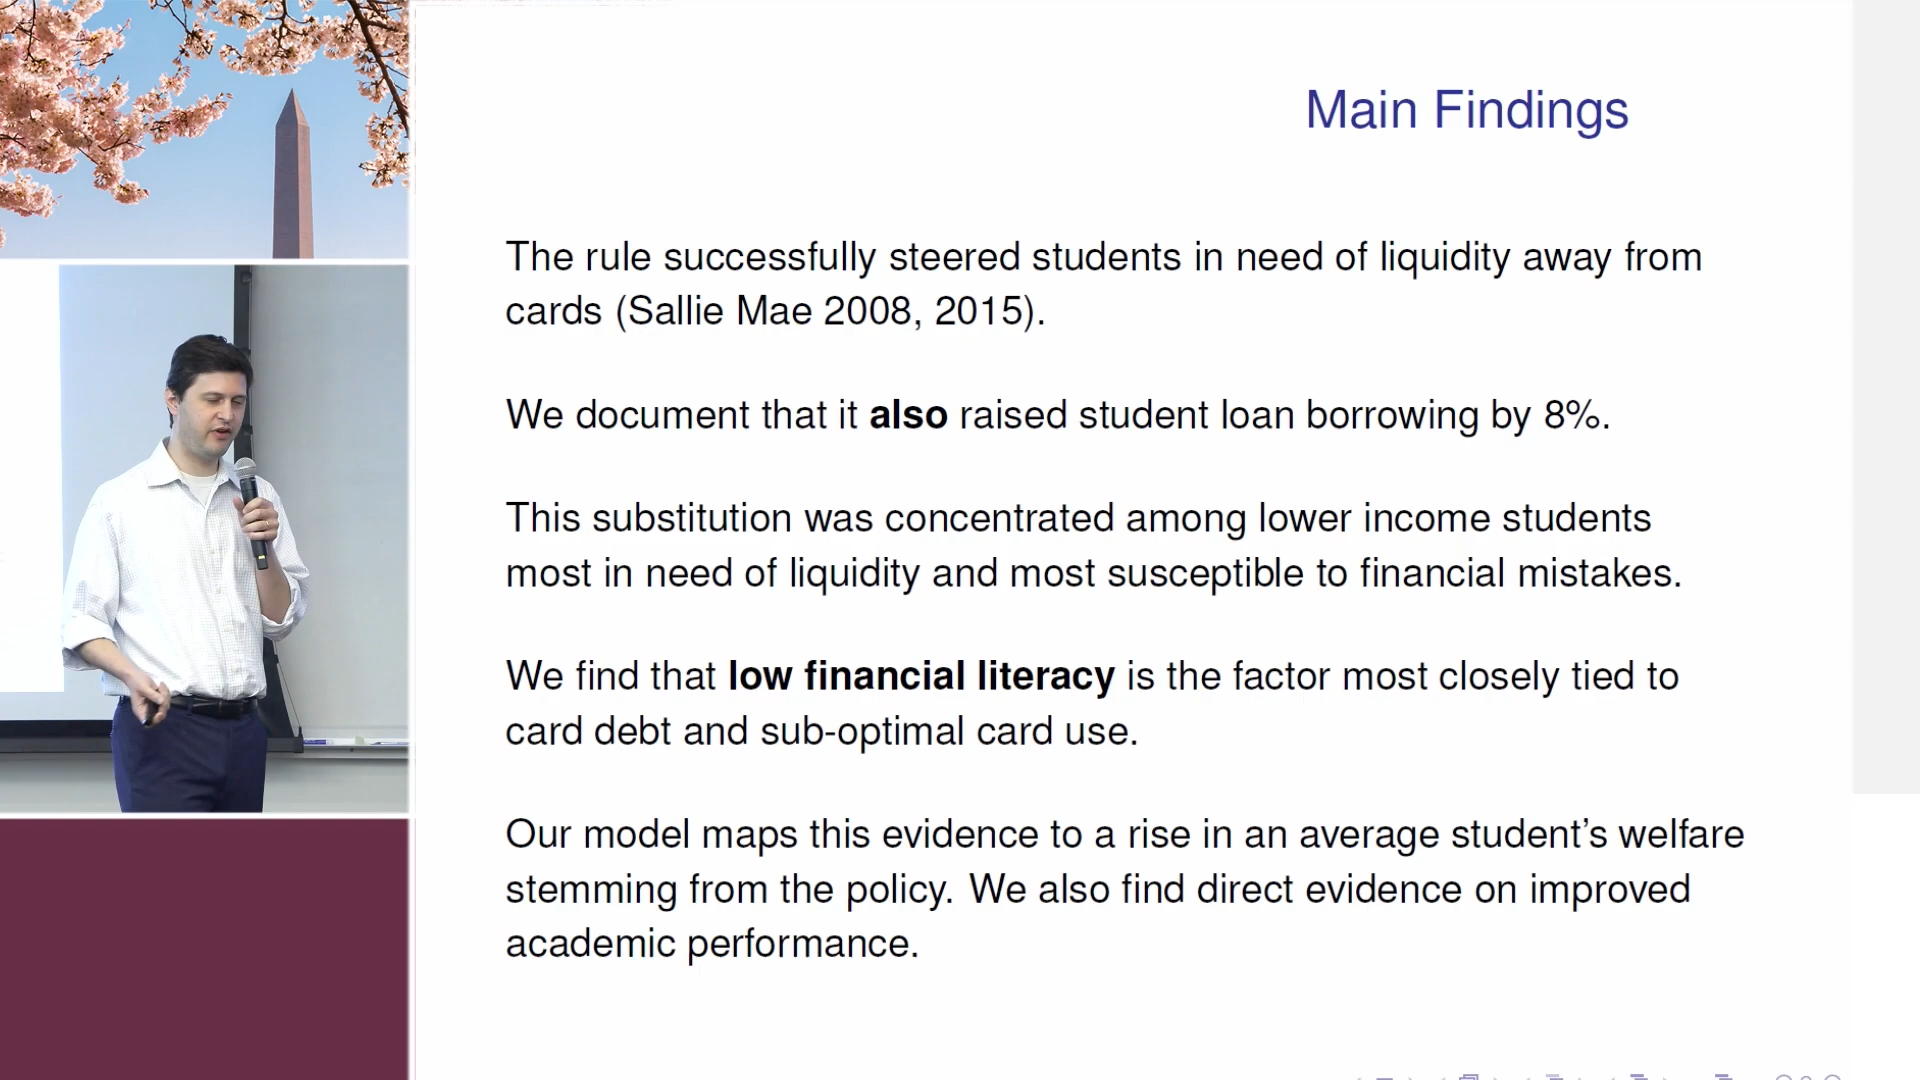 Main Findings
The rule successfully steered students in need of liquidity away from
cards (Sallie Mae 2008, 2015).
We document that it also raised student loan borrowing by 8%.
This substitution was concentrated among lower income students
most in need of liquidity and most susceptible to financial mistakes.
We find that low financial literacy is the factor most closely tied to
card debt and sub-optimal card use.
Our model maps this evidence to a rise in an average student’s welfare
stemming from the policy. We also find direct evidence on improved
academic performance.